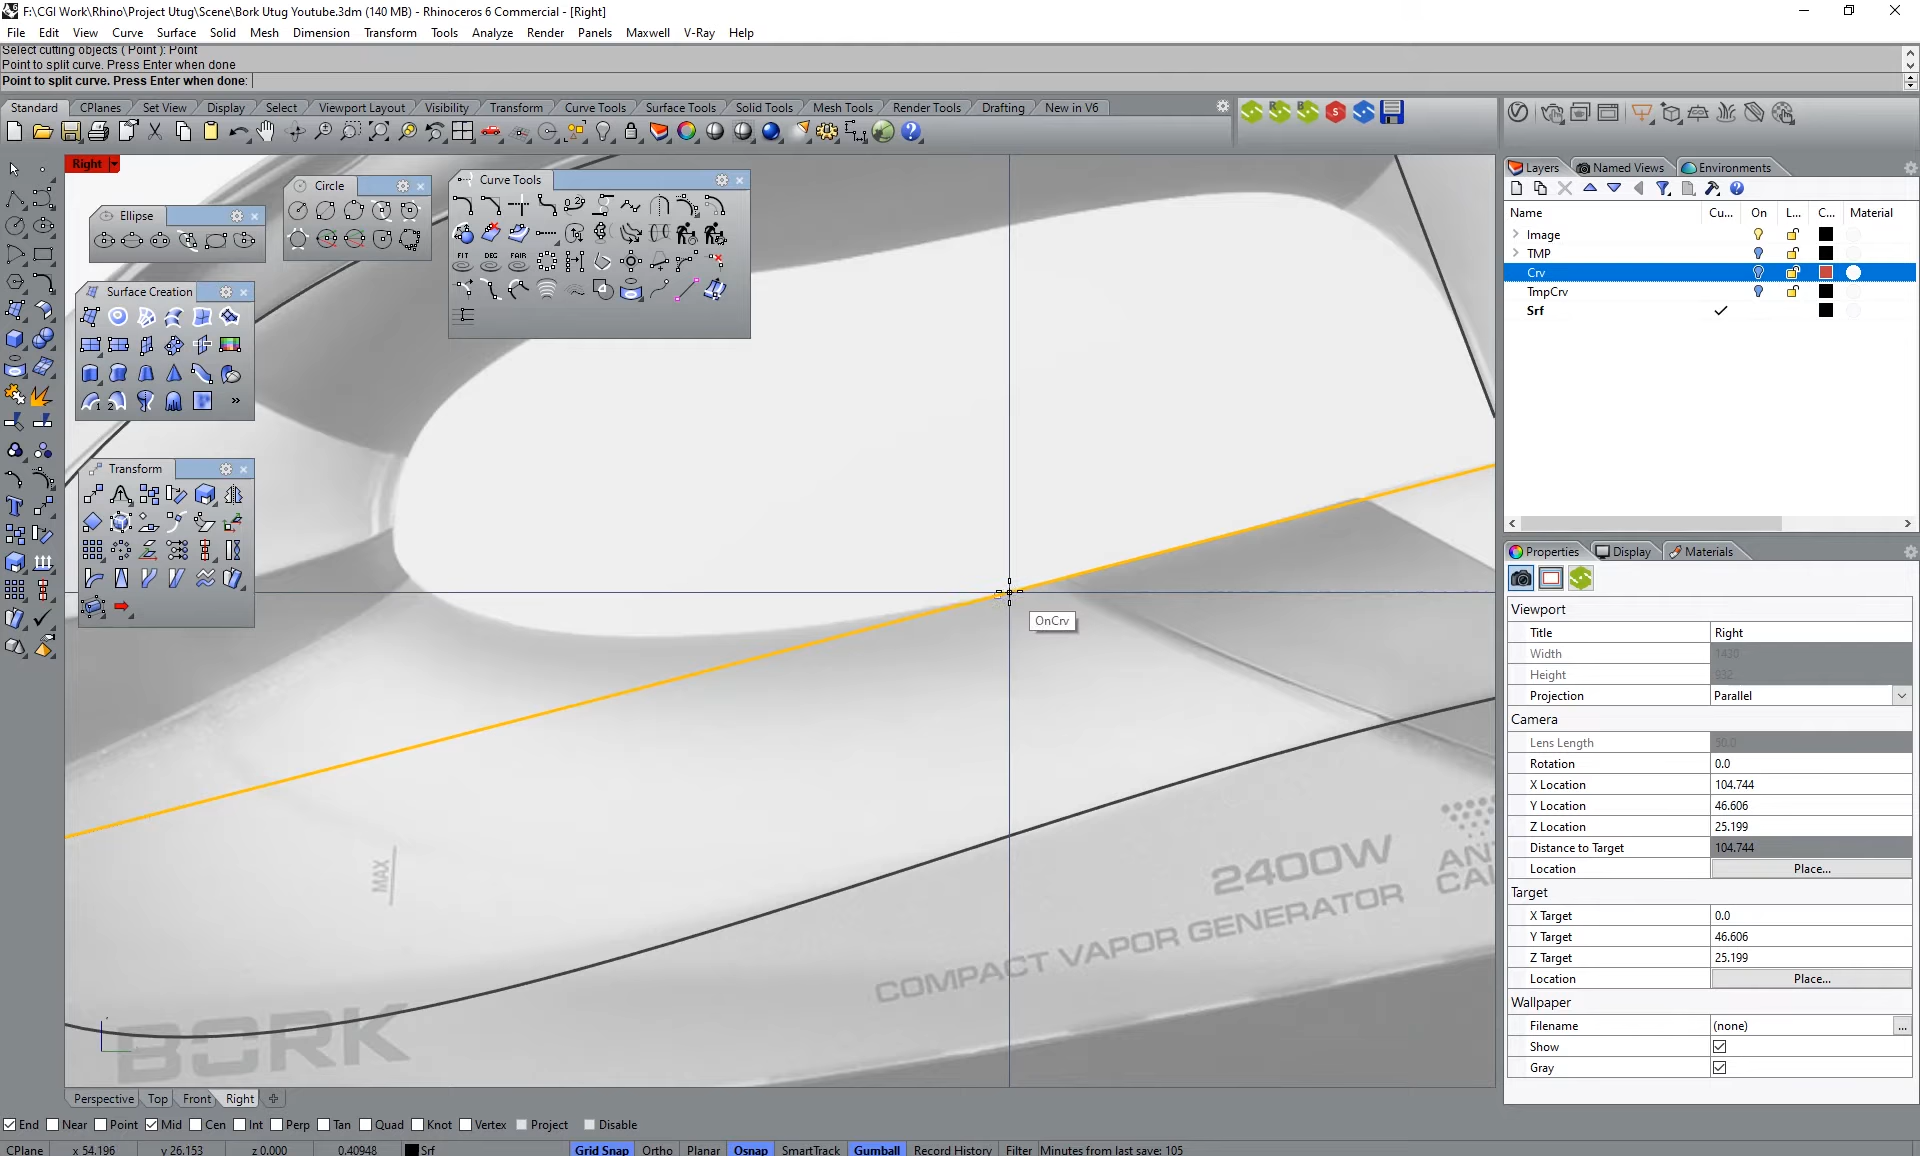 F:\CGI Work\Rhino\Project Utug\Scene\Bork Utug Youtube.3dm (140 MB) - Rhinoceros 6 Commercial - [Right]
File Edit View Curve Surface Solid Mesh Dimension Transform Tools Analyze Render Panels Maxwell V-Ray Help
Select cutting objects ( Point ): Point
Point to split curve. Press Enter when done
Point to split curve. Press Enter when done:
Standard CPlanes Set View Display Select Viewport Layout Visibility Transform Curve Tools Surface Tools Solid Tools Mesh Tools Render Tools Drafting New in V6
Right
Ellipse
Circle
Curve Tools
FIT DEG FAIR
Surface Creation
1 2
»
Transform
OnCrv
MAX
2400W
COMPACT VAPOR GENERATOR
BORK
Layers Named Views Environments
Name Cu... On L... C... Material
Image
TMP
Crv
TmpCrv
Srf
Properties Display Materials
Viewport
Title Right
Width 1430
Height 932
Projection Parallel
Camera
Lens Length 50.0
Rotation 0.0
X Location 104.744
Y Location 46.606
Z Location 25.199
Distance to Target 104.744
Location Place...
Target
X Target 0.0
Y Target 46.606
Z Target 25.199
Location Place...
Wallpaper
Filename (none) ...
Show
Gray
Perspective Top Front Right
End Near Point Mid Cen Int Perp Tan Quad Knot Vertex Project Disable
CPlane x 54.196 y 26.153 z 0.000 0.40948 Srf Grid Snap Ortho Planar Osnap SmartTrack Gumball Record History Filter Minutes from last save: 105